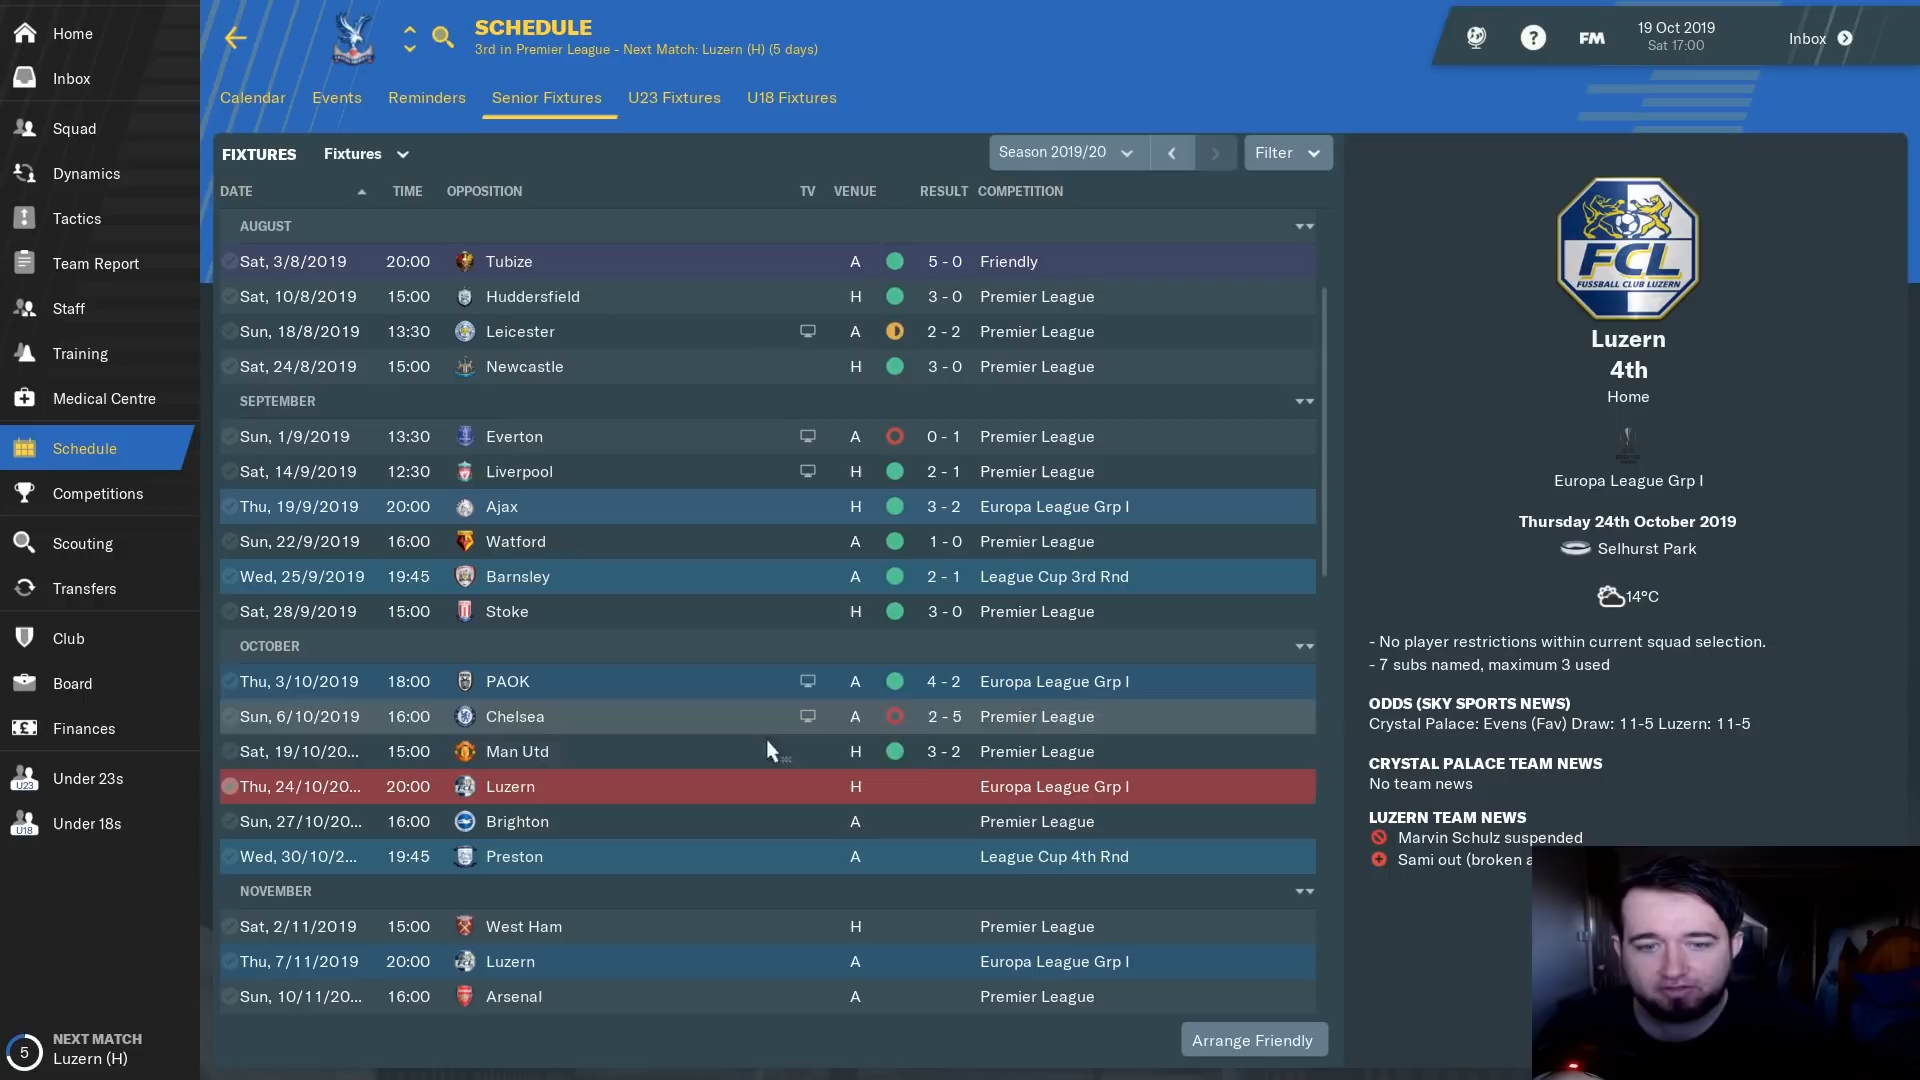 Home
Inbox
Squad
Dynamics
Tactics
Team Report
Staff
Training
Medical Centre
Schedule
Competitions
Scouting
Transfers
Club
Board
Finances
U23 Under 23s
U18 Under 18s
5 NEXT MATCH
Luzern (H)
SCHEDULE
3rd in Premier League - Next Match: Luzern (H) (5 days)
? FM 19 Oct 2019
Sat 17:00
Inbox
Calendar Events Reminders Senior Fixtures U23 Fixtures U18 Fixtures
FIXTURES Fixtures Season 2019/20 Filter
DATE TIME OPPOSITION TV VENUE RESULT COMPETITION
AUGUST
Sat, 3/8/2019 20:00 Tubize A 5 - 0 Friendly
Sat, 10/8/2019 15:00 Huddersfield H 3 - 0 Premier League
Sun, 18/8/2019 13:30 Leicester A 2 - 2 Premier League
Sat, 24/8/2019 15:00 Newcastle H 3 - 0 Premier League
SEPTEMBER
Sun, 1/9/2019 13:30 Everton A 0 - 1 Premier League
Sat, 14/9/2019 12:30 Liverpool H 2 - 1 Premier League
Thu, 19/9/2019 20:00 Ajax H 3 - 2 Europa League Grp I
Sun, 22/9/2019 16:00 Watford A 1 - 0 Premier League
Wed, 25/9/2019 19:45 Barnsley A 2 - 1 League Cup 3rd Rnd
Sat, 28/9/2019 15:00 Stoke H 3 - 0 Premier League
OCTOBER
Thu, 3/10/2019 18:00 PAOK A 4 - 2 Europa League Grp I
Sun, 6/10/2019 16:00 Chelsea A 2 - 5 Premier League
Sat, 19/10/20... 15:00 Man Utd H 3 - 2 Premier League
Thu, 24/10/20... 20:00 Luzern H Europa League Grp I
Sun, 27/10/20... 16:00 Brighton A Premier League
Wed, 30/10/2... 19:45 Preston A League Cup 4th Rnd
NOVEMBER
Sat, 2/11/2019 15:00 West Ham H Premier League
Thu, 7/11/2019 20:00 Luzern A Europa League Grp I
Sun, 10/11/20... 16:00 Arsenal A Premier League
Arrange Friendly
FCL
FUSSBALL CLUB LUZERN
Luzern
4th
Home
Europa League Grp I
Thursday 24th October 2019
Selhurst Park
14°C
- No player restrictions within current squad selection.
- 7 subs named, maximum 3 used
ODDS (SKY SPORTS NEWS)
Crystal Palace: Evens (Fav) Draw: 11-5 Luzern: 11-5
CRYSTAL PALACE TEAM NEWS
No team news
LUZERN TEAM NEWS
Marvin Schulz suspended
Sami out (broken